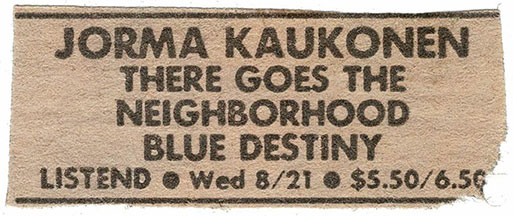 JORMA KAUKONEN
THERE GOES THE
NEIGHBORHOOD
BLUE DESTINY
LISTEND ● Wed 8/21 ● $5.50/6.50